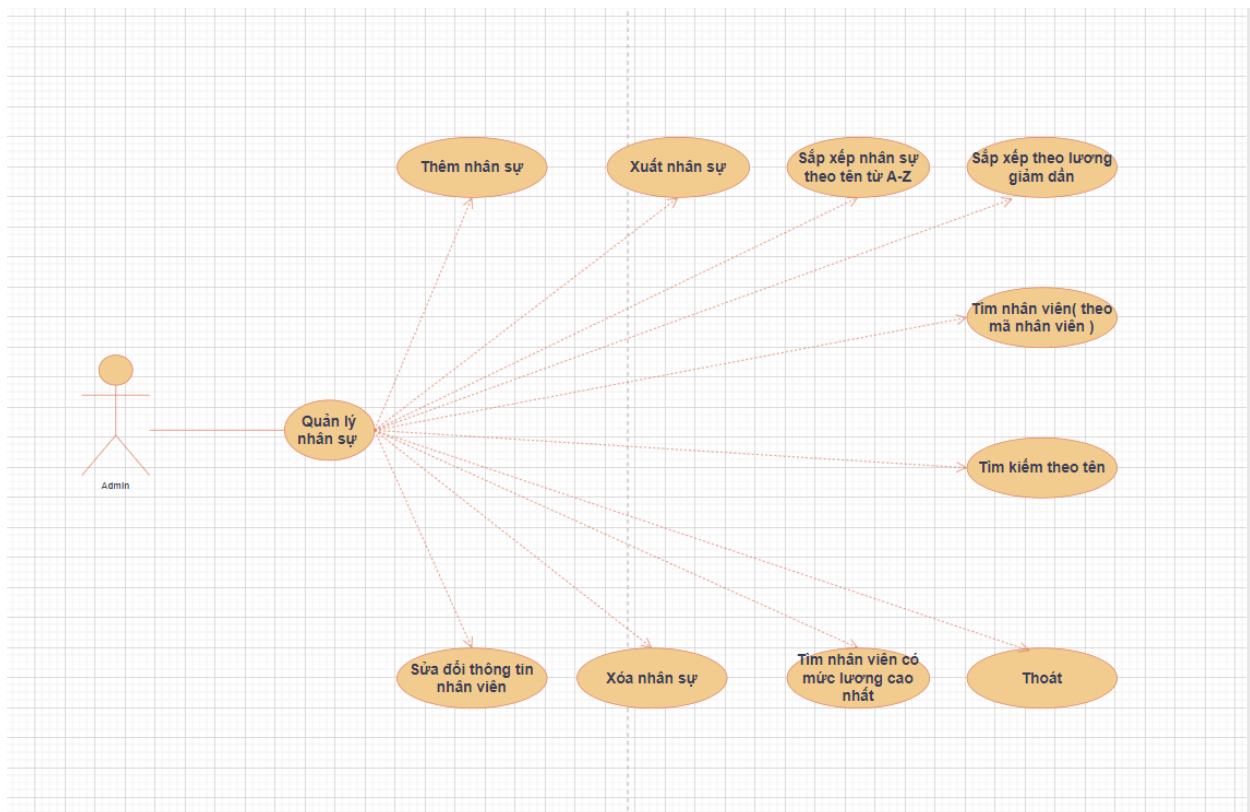 Thêm nhân sự
Xuất nhân sự
Sắp xếp nhân sự
theo tên từ A-Z
Sắp xếp theo lương
giảm dần
Tìm nhân viên( theo
mã nhân viên )
Quản lý
nhân sự
Tìm kiếm theo tên
Admin
Sửa đổi thông tin
nhân viên
Xóa nhân sự
Tìm nhân viên có
mức lương cao
nhất
Thoát